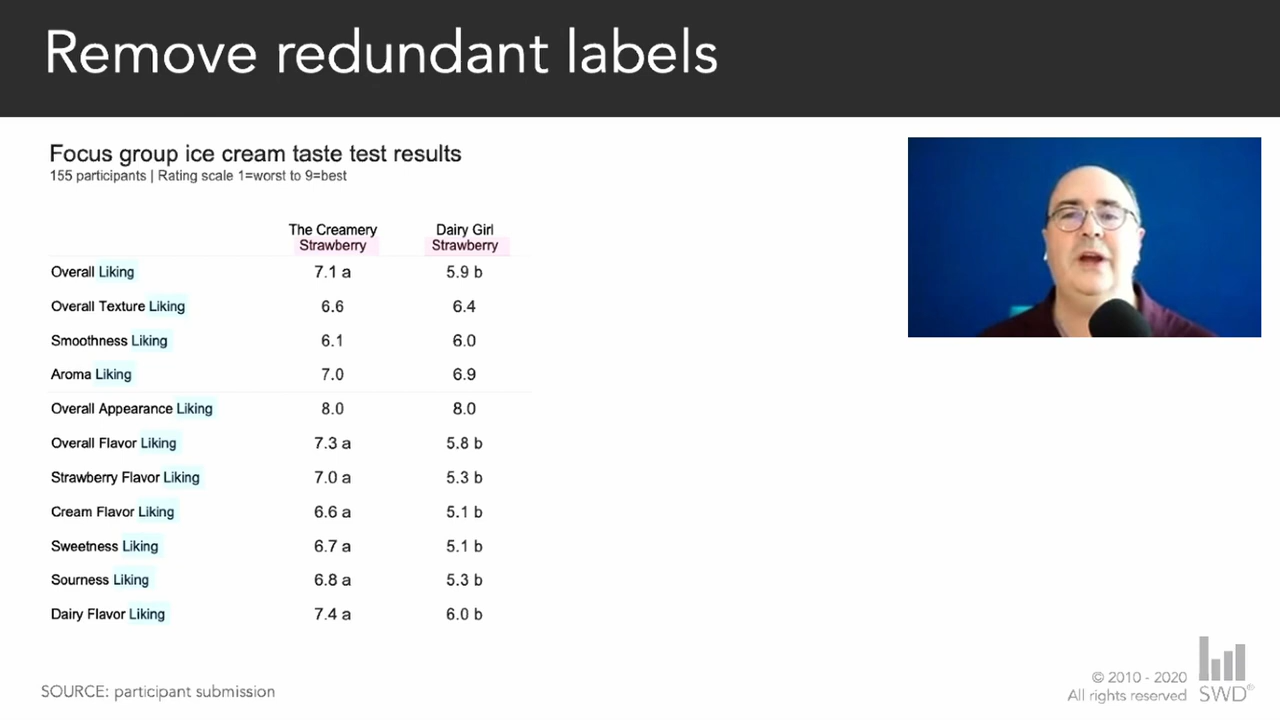 Remove redundant labels
Focus group ice cream taste test results
155 participants | Rating scale 1=worst to 9=best
The Creamery Dairy Girl
Strawberry Strawberry
Overall Liking 7.1 a 5.9 b
Overall Texture Liking 6.6 6.4
Smoothness Liking 6.1 6.0
Aroma Liking 7.0 6.9
Overall Appearance Liking 8.0 8.0
Overall Flavor Liking 7.3 a 5.8 b
Strawberry Flavor Liking 7.0 a 5.3 b
Cream Flavor Liking 6.6 a 5.1 b
Sweetness Liking 6.7 a 5.1 b
Sourness Liking 6.8 a 5.3 b
Dairy Flavor Liking 7.4 a 6.0 b
SOURCE: participant submission
© 2010 - 2020
All rights reserved
SWD®